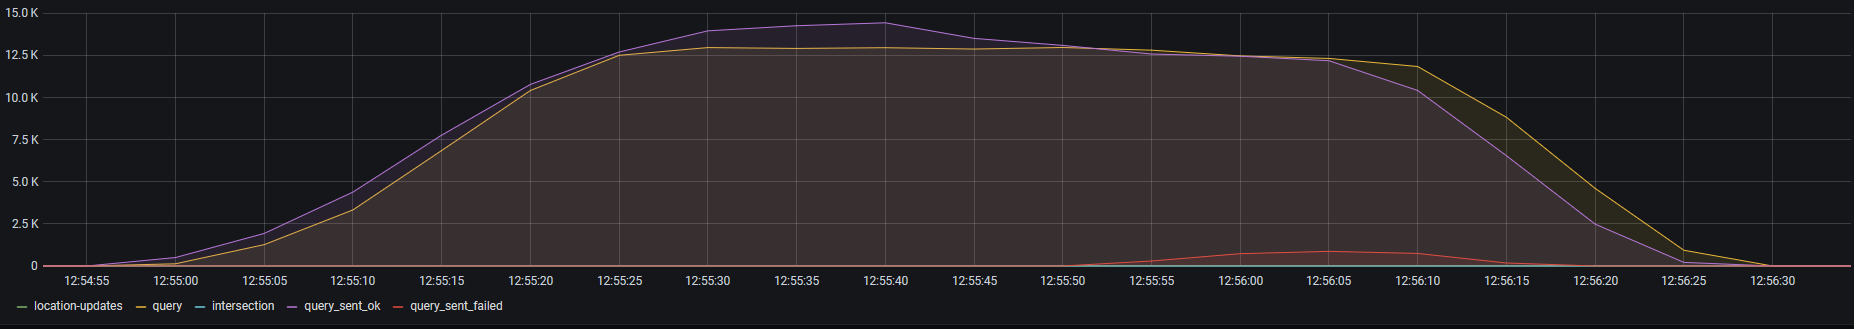 15.0 K
12.5 K
10.0 K
7.5 K
5.0 K
2.5 K
0
12:54:55 12:55:00 12:55:05 12:55:10 12:55:15 12:55:20 12:55:25 12:55:30 12:55:35 12:55:40 12:55:45 12:55:50 12:55:55 12:56:00 12:56:05 12:56:10 12:56:15 12:56:20 12:56:25 12:56:30
location-updates query intersection query_sent_ok query_sent_failed